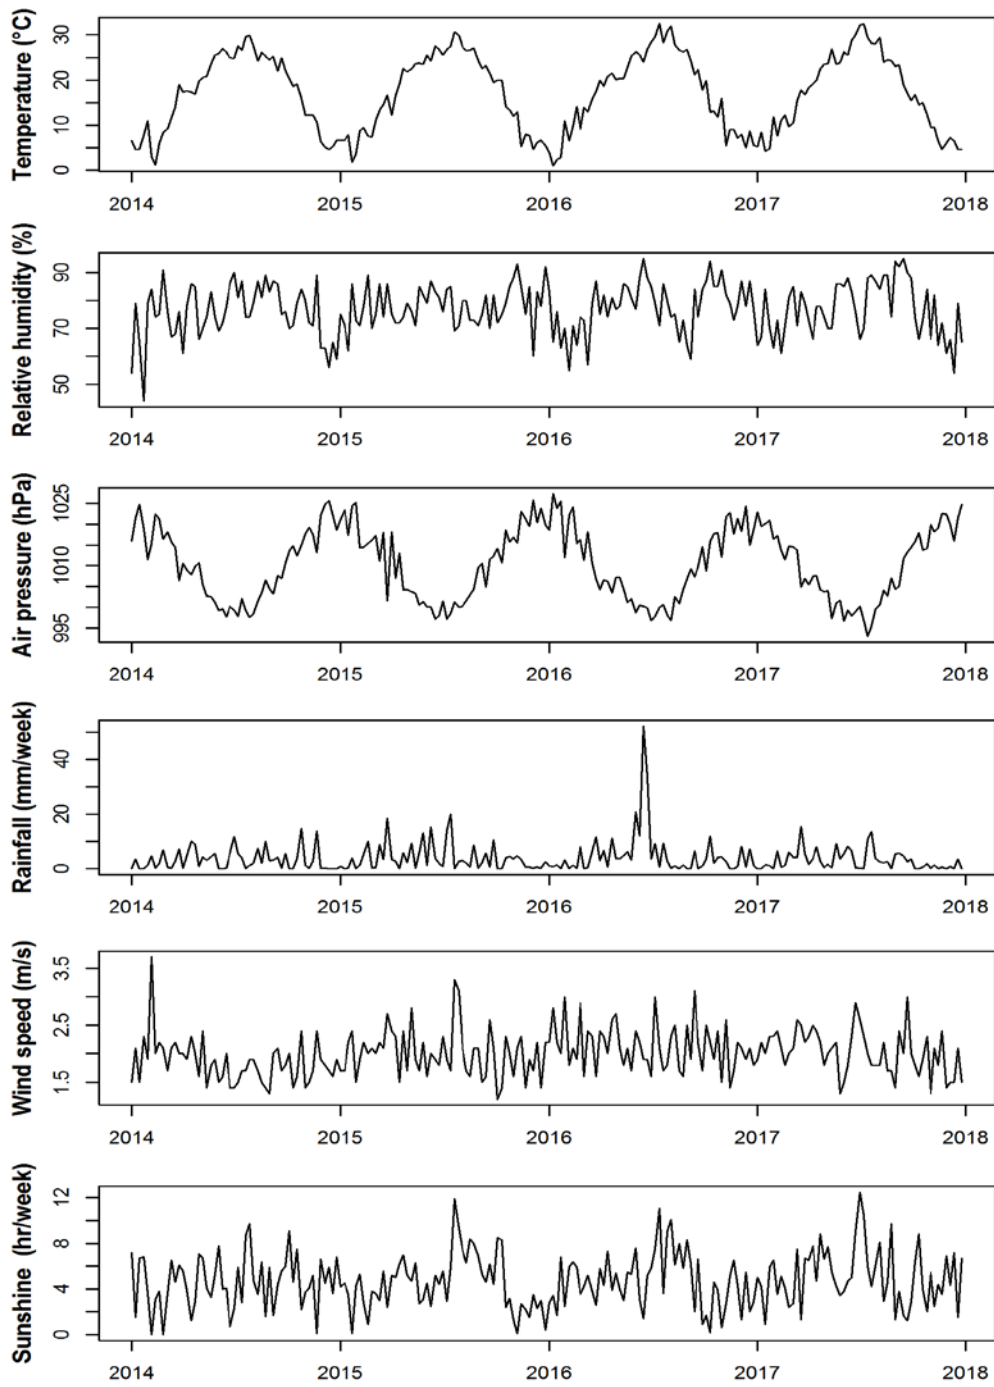 Temperature (°C)
30
20
10
0
2014 2015 2016 2017 2018
Relative humidity (%)
90
70
50
2014 2015 2016 2017 2018
Air pressure (hPa)
1025
1010
995
2014 2015 2016 2017 2018
Rainfall (mm/week)
40
20
0
2014 2015 2016 2017 2018
Wind speed (m/s)
3.5
2.5
1.5
2014 2015 2016 2017 2018
Sunshine (hr/week)
12
8
4
0
2014 2015 2016 2017 2018